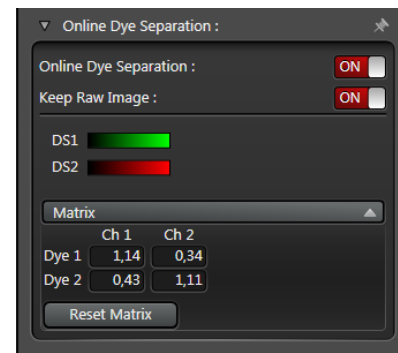 Online Dye Separation :
Online Dye Separation : ON
Keep Raw Image : ON
DS1
DS2
Matrix
Ch 1 Ch 2
Dye 1 1,14 0,34
Dye 2 0,43 1,11
Reset Matrix